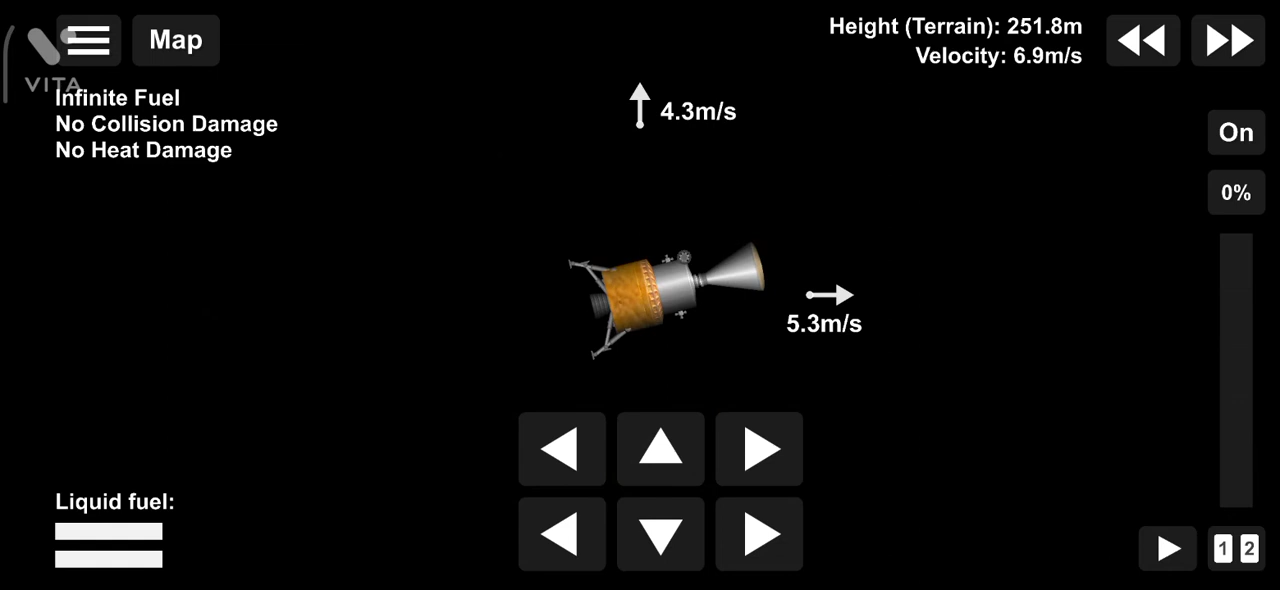 Map
Height (Terrain): 251.8m
Velocity: 6.9m/s
VITA
Infinite Fuel
No Collision Damage
No Heat Damage
4.3m/s
On
0%
5.3m/s
Liquid fuel:
1 2